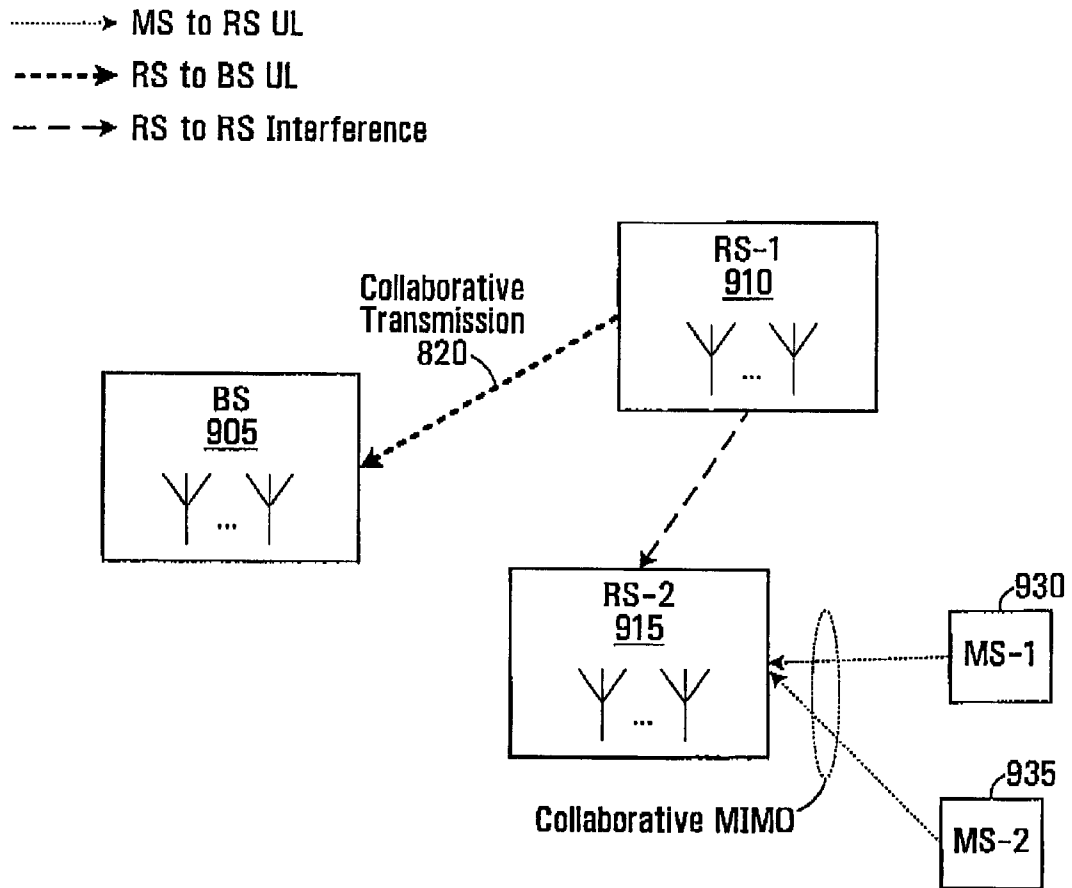 MS to RS UL
RS to BS UL
RS to RS Interference
RS-1
910
...
Collaborative
Transmission
820
BS
905
...
RS-2
915
...
930
MS-1
935
MS-2
Collaborative MIMO